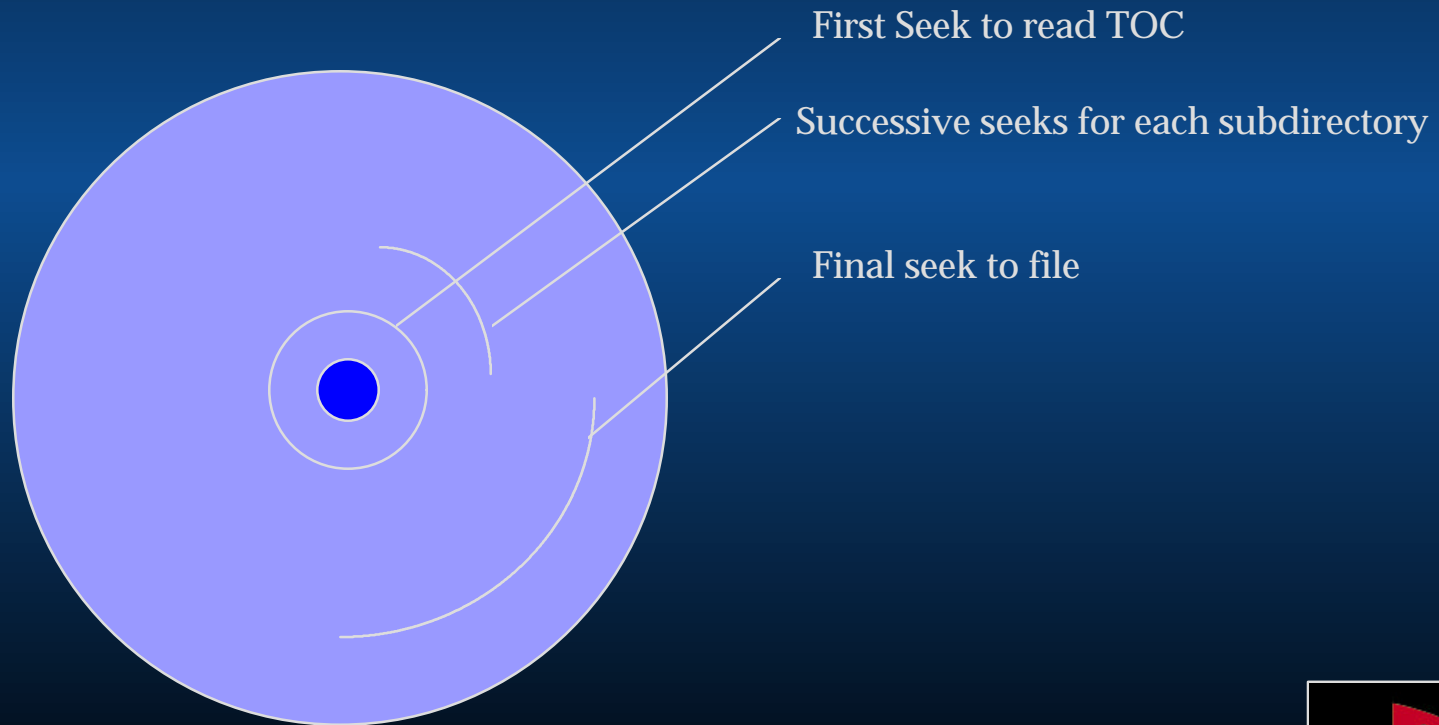 First Seek to read TOC
Successive seeks for each subdirectory
Final seek to file